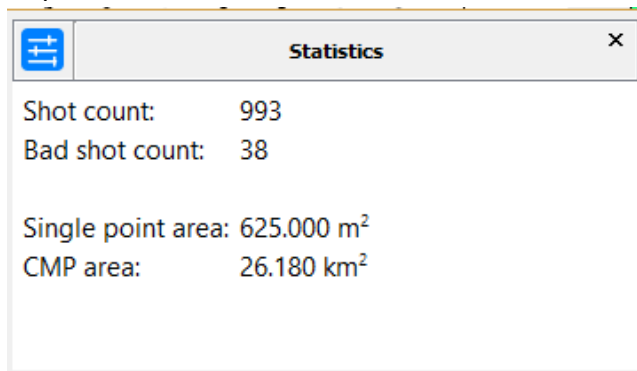 Statistics
Shot count: 993
Bad shot count: 38
Single point area: 625.000 m²
CMP area: 26.180 km²